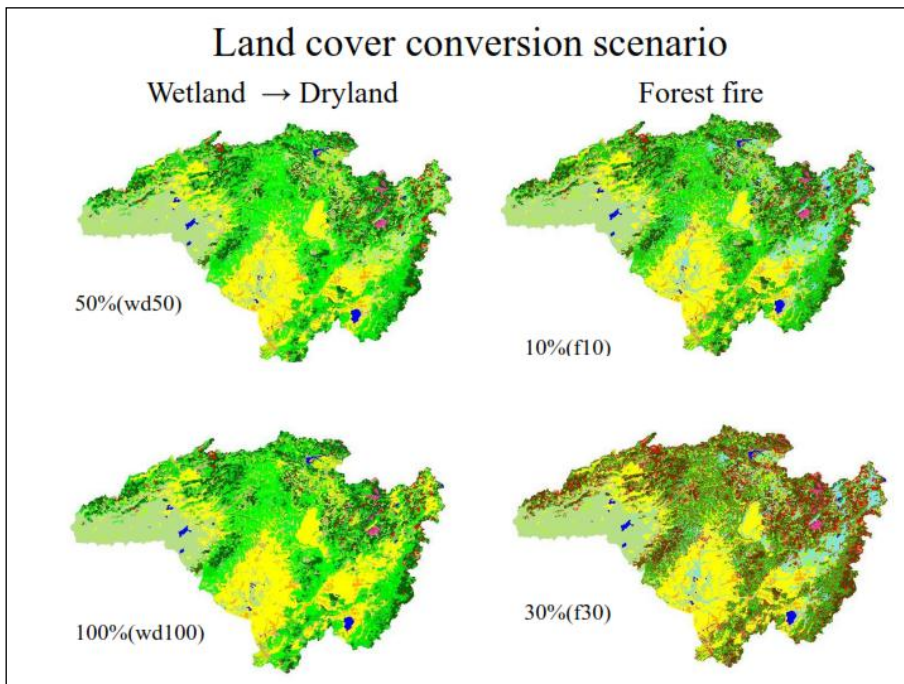 Land cover conversion scenario
Wetland → Dryland
Forest fire
50%(wd50)
10%(f10)
100%(wd100)
30%(f30)